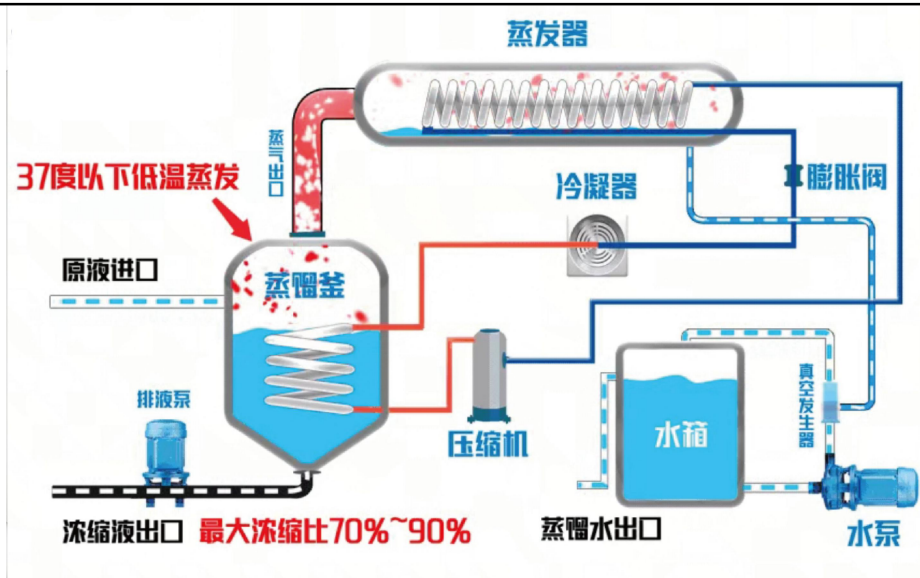 蒸发器
蒸气出口
37度以下低温蒸发
冷凝器
膨胀阀
原液进口
蒸馏釜
排液泵
压缩机
水箱
真空发生器
浓缩液出口
最大浓缩比70%~90%
蒸馏水出口
水泵